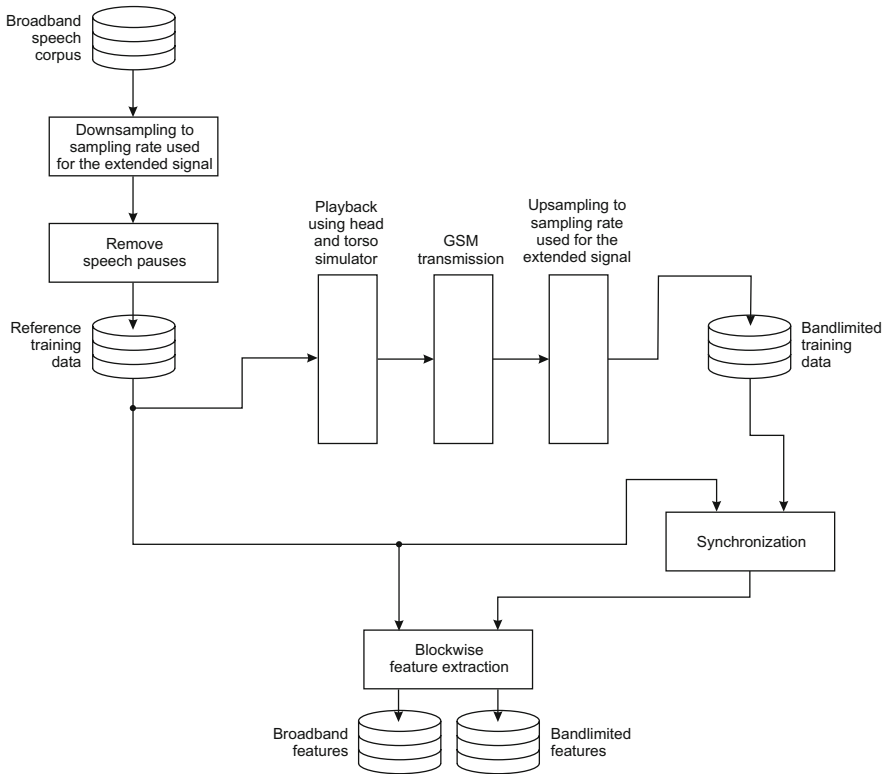 Broadband
speech
corpus
Downsampling to
sampling rate used
for the extended signal
Remove
speech pauses
Reference
training
data
Playback
using head
and torso
simulator
GSM
transmission
Upsampling to
sampling rate
used for the
extended signal
Bandlimited
training
data
Synchronization
Blockwise
feature extraction
Broadband
features
Bandlimited
features